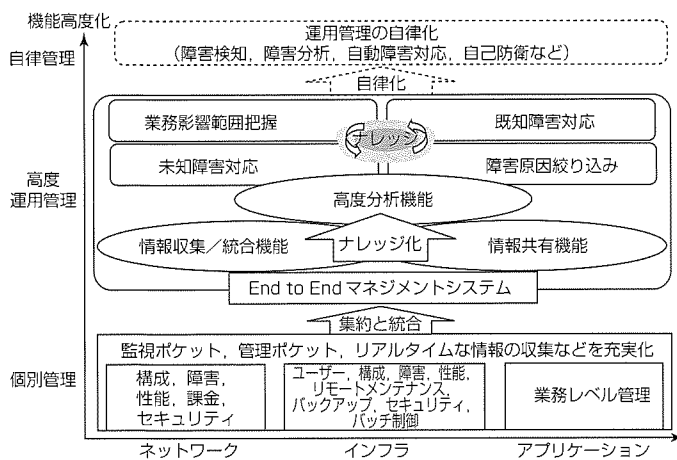 機能高度化
運用管理の自律化
(障害検知，障害分析，自動障害対応，自己防衛など)
自律管理
自律化
業務影響範囲把握
既知障害対応
ナレッジ
未知障害対応
障害原因絞り込み
高度
運用管理
高度分析機能
情報収集／統合機能
ナレッジ化
情報共有機能
End to End マネジメントシステム
集約と統合
監視ポケット，管理ポケット，リアルタイムな情報の収集などを充実化
個別管理
構成，障害，
性能，課金，
セキュリティ
ユーザー，構成，障害，性能，
リモートメンテナンス，
バックアップ，セキュリティ，
バッチ制御
業務レベル管理
ネットワーク
インフラ
アプリケーション